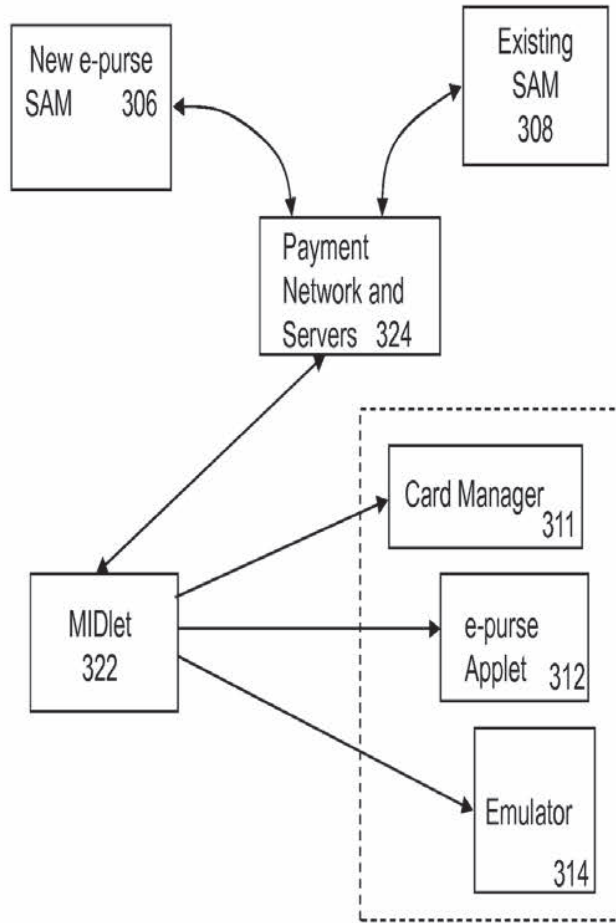 New e-purse
SAM 306
Existing
SAM
308
Payment
Network and
Servers 324
Card Manager
311
MIDlet
322
e-purse
Applet 312
Emulator
314